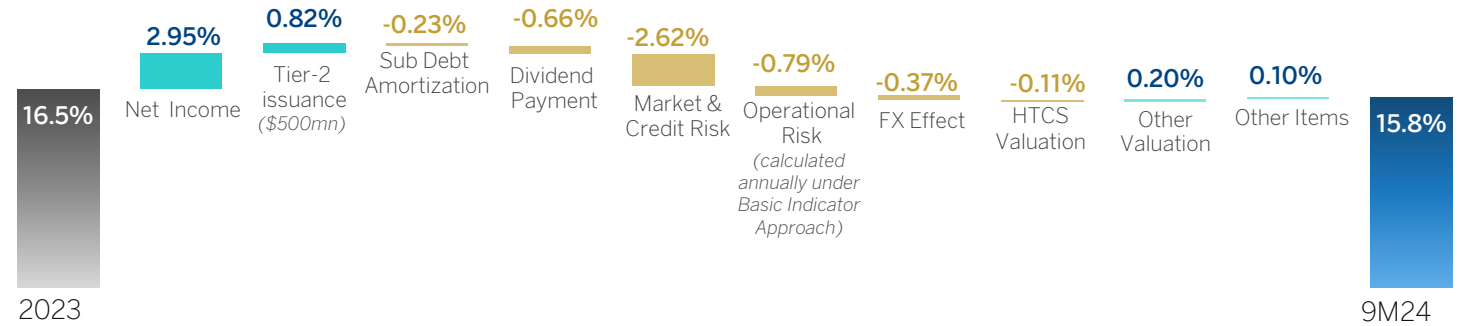 16.5%
2023
2.95%
Net Income
0.82%
Tier-2
issuance
($500mn)
-0.23%
Sub Debt
Amortization
-0.66%
Dividend
Payment
-2.62%
Market &
Credit Risk
-0.79%
Operational
Risk
(calculated
annually under
Basic Indicator
Approach)
-0.37%
FX Effect
-0.11%
HTCS
Valuation
0.20%
Other
Valuation
0.10%
Other Items
15.8%
9M24